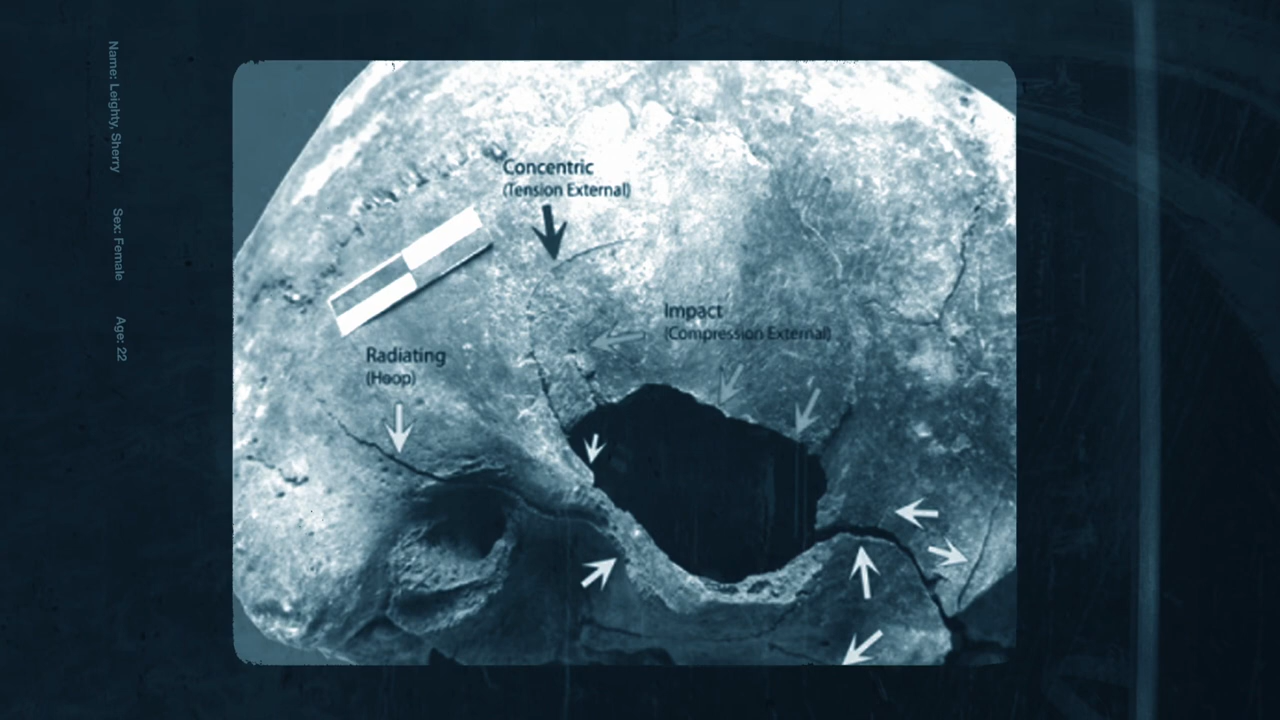 Name: Leighty, Sherry
Sex: Female
Age: 22
Concentric
(Tension External)
Impact
(Compression External)
Radiating
(Hoop)